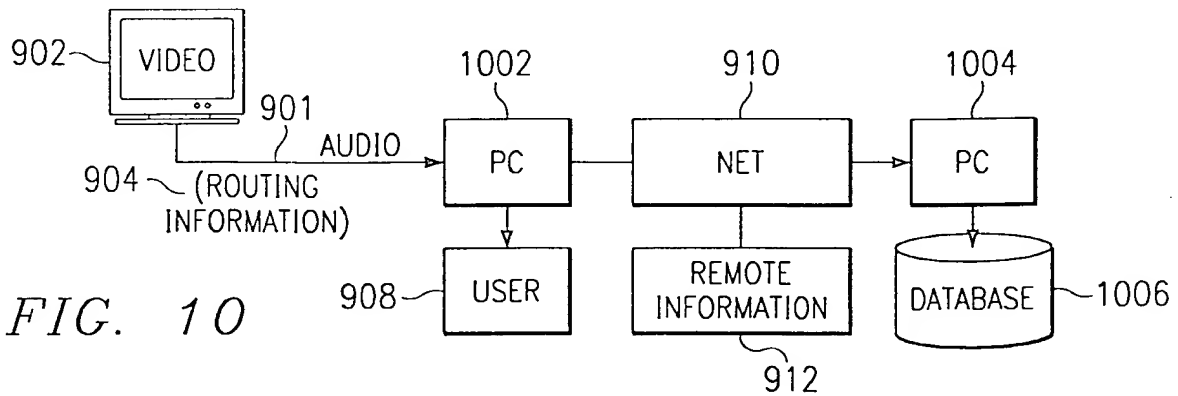 902
VIDEO
1002
910
1004
901
AUDIO
PC
NET
PC
904
(ROUTING
INFORMATION)
908
USER
REMOTE
INFORMATION
912
DATABASE
1006
FIG. 10